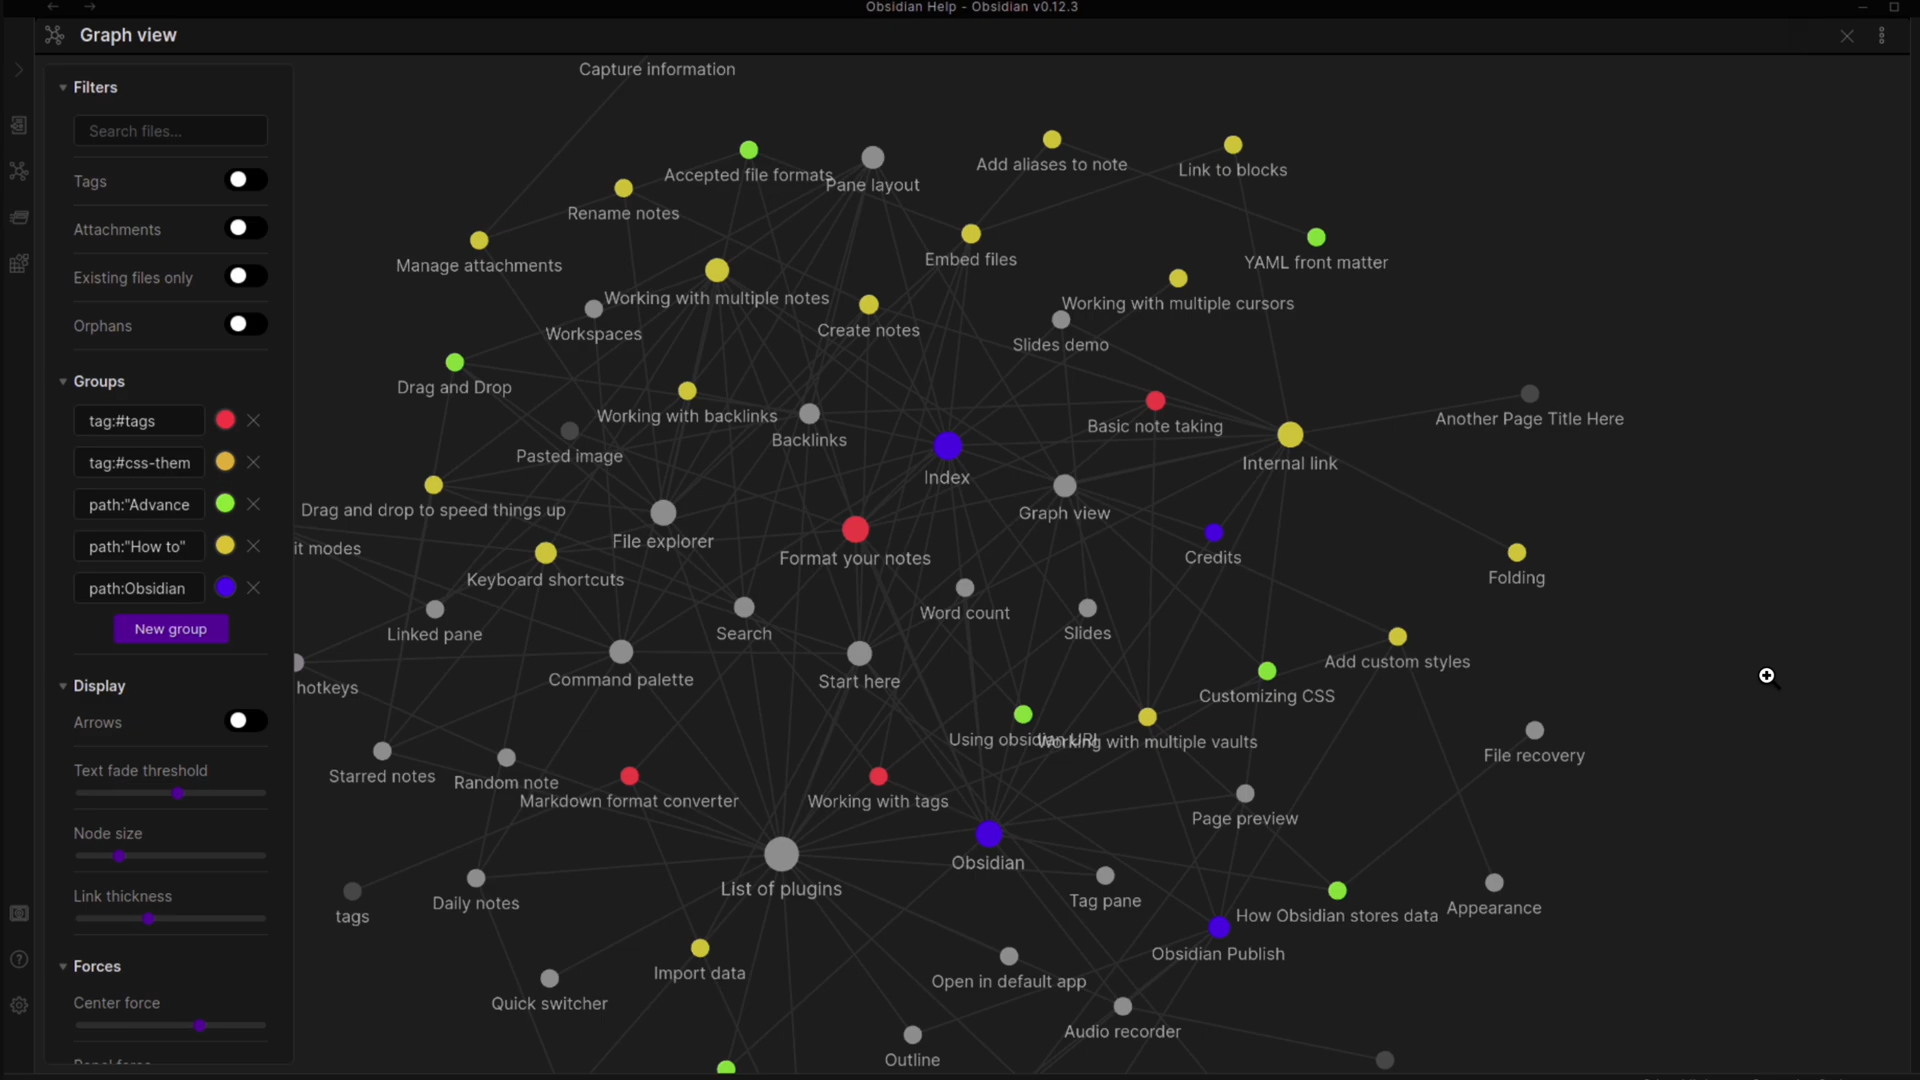 Obsidian Help - Obsidian v0.12.3
Graph view
Filters
Search files...
Tags
Attachments
Existing files only
Orphans
Groups
tag:#tags
tag:#css-them
path:"Advance
path:"How to"
path:Obsidian
New group
Display
Arrows
Text fade threshold
Node size
Link thickness
Forces
Center force
Capture information
Accepted file formats
Pane layout
Add aliases to note
Link to blocks
Rename notes
Manage attachments
Embed files
YAML front matter
Working with multiple notes
Working with multiple cursors
Workspaces
Create notes
Slides demo
Drag and Drop
Working with backlinks
Backlinks
Basic note taking
Another Page Title Here
Pasted image
Index
Internal link
Drag and drop to speed things up
File explorer
Graph view
it modes
Format your notes
Credits
Keyboard shortcuts
Folding
Linked pane
Search
Word count
Slides
Command palette
Start here
Add custom styles
hotkeys
Customizing CSS
Using obsidian URI
Working with multiple vaults
File recovery
Starred notes
Random note
Markdown format converter
Working with tags
Page preview
List of plugins
Obsidian
tags
Daily notes
Tag pane
How Obsidian stores data
Appearance
Import data
Obsidian Publish
Quick switcher
Open in default app
Audio recorder
Outline